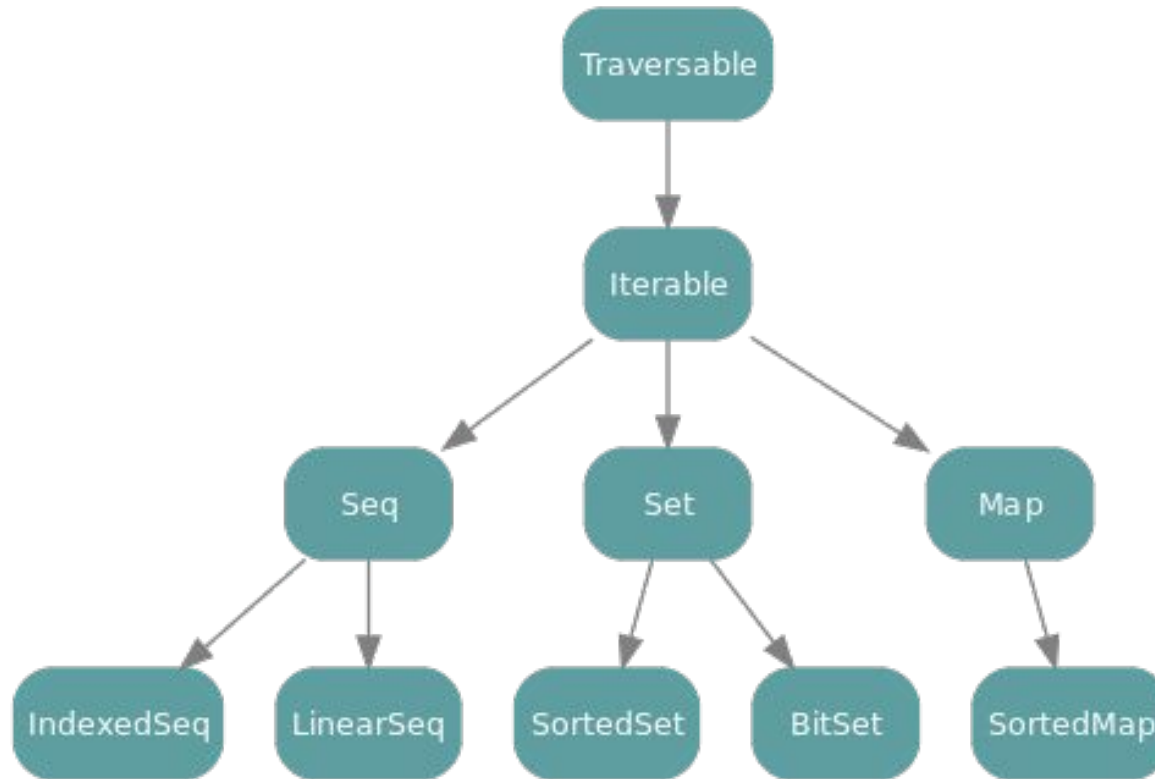 Traversable
Iterable
Seq
Set
Map
IndexedSeq
LinearSeq
SortedSet
BitSet
SortedMap